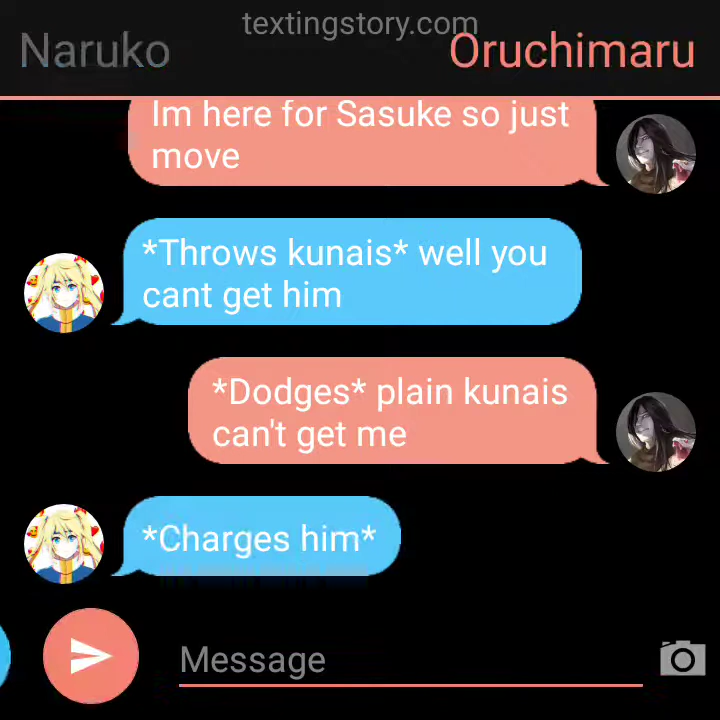 textingstory.com
Naruko
Oruchimaru
Im here for Sasuke so just
move
*Throws kunais* well you
cant get him
*Dodges* plain kunais
can't get me
*Charges him*
Message